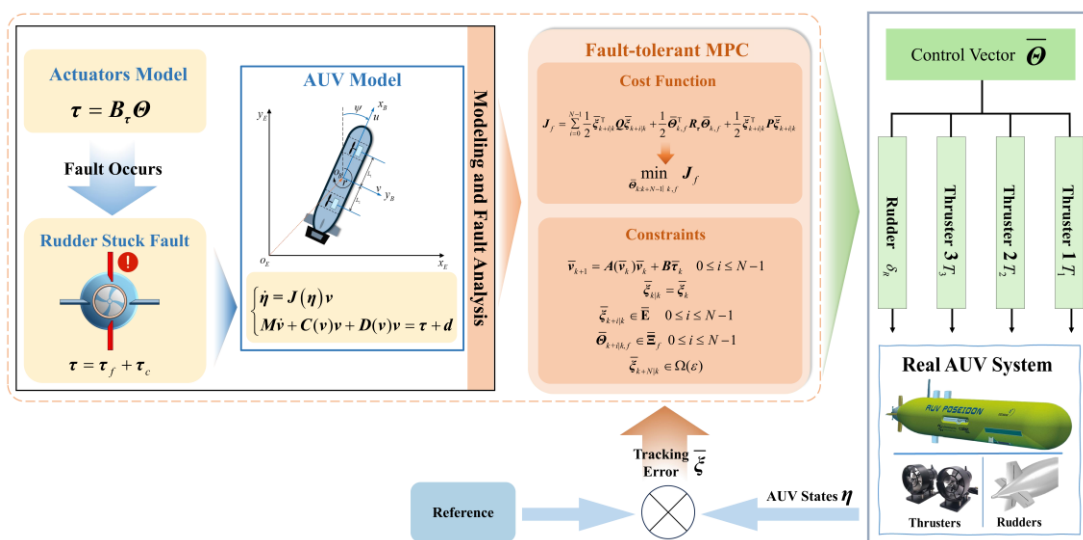 Actuators Model
τ = B_τ Θ
Fault Occurs
Rudder Stuck Fault
!
τ = τ_f + τ_c
AUV Model
y_E
ψ
x_B
u
v
y_B
o_E
x_E
η̇ = J(η)v
Mv̇ + C(v)v + D(v)v = τ + d
Modeling and Fault Analysis
Fault-tolerant MPC
Cost Function
min J_f
Constraints
v̄_{k+1} = A(v̄_k)v̄_k + Bτ̄_k 0 ≤ i ≤ N−1
ξ̄_{k|k} = ξ̄_k
ξ̄_{k+i|k} ∈ Ē 0 ≤ i ≤ N−1
Θ̄_{k+i|k,f} ∈ Ξ̄_f 0 ≤ i ≤ N−1
ξ̄_{k+N|k} ∈ Ω(ε)
Tracking
Error ξ̄
Reference
AUV States η
Control Vector Θ̄
Rudder δ_R
Thruster 3 T₃
Thruster 2 T₂
Thruster 1 T₁
Real AUV System
AUV POSEIDON
Thrusters
Rudders